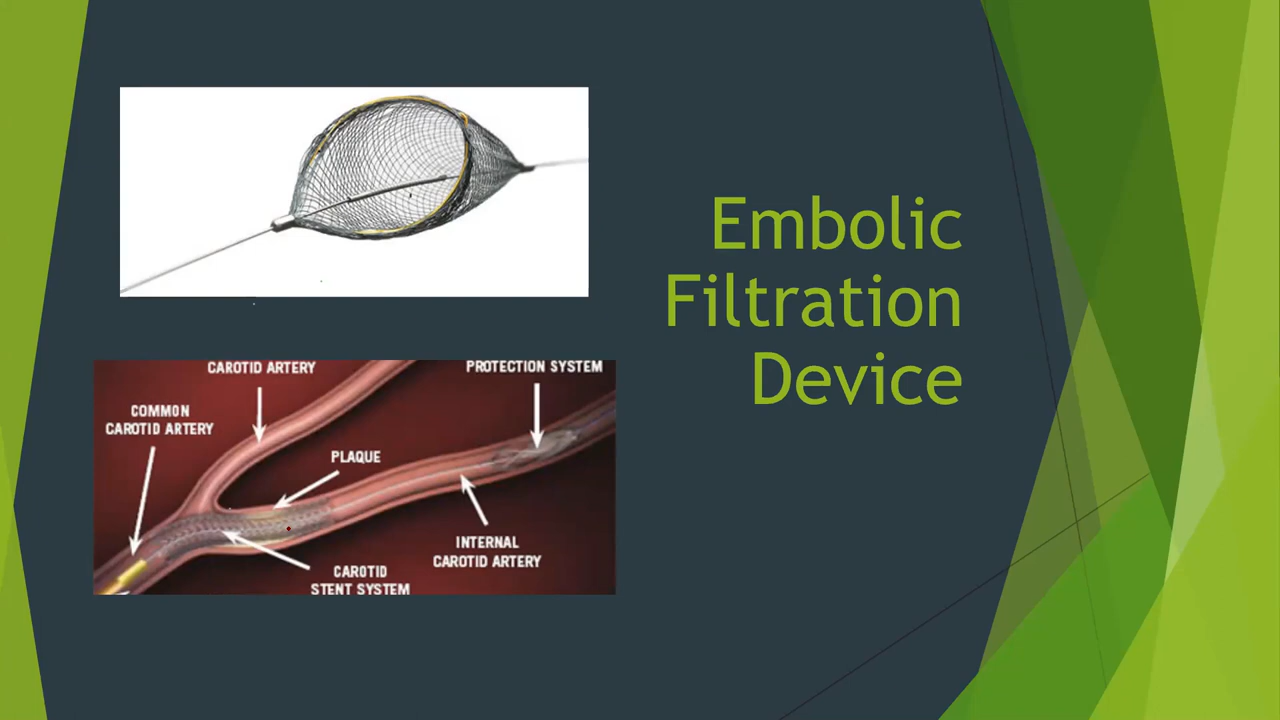 Embolic
Filtration
Device
CAROTID ARTERY
PROTECTION SYSTEM
COMMON
CAROTID ARTERY
PLAQUE
INTERNAL
CAROTID ARTERY
CAROTID
STENT SYSTEM